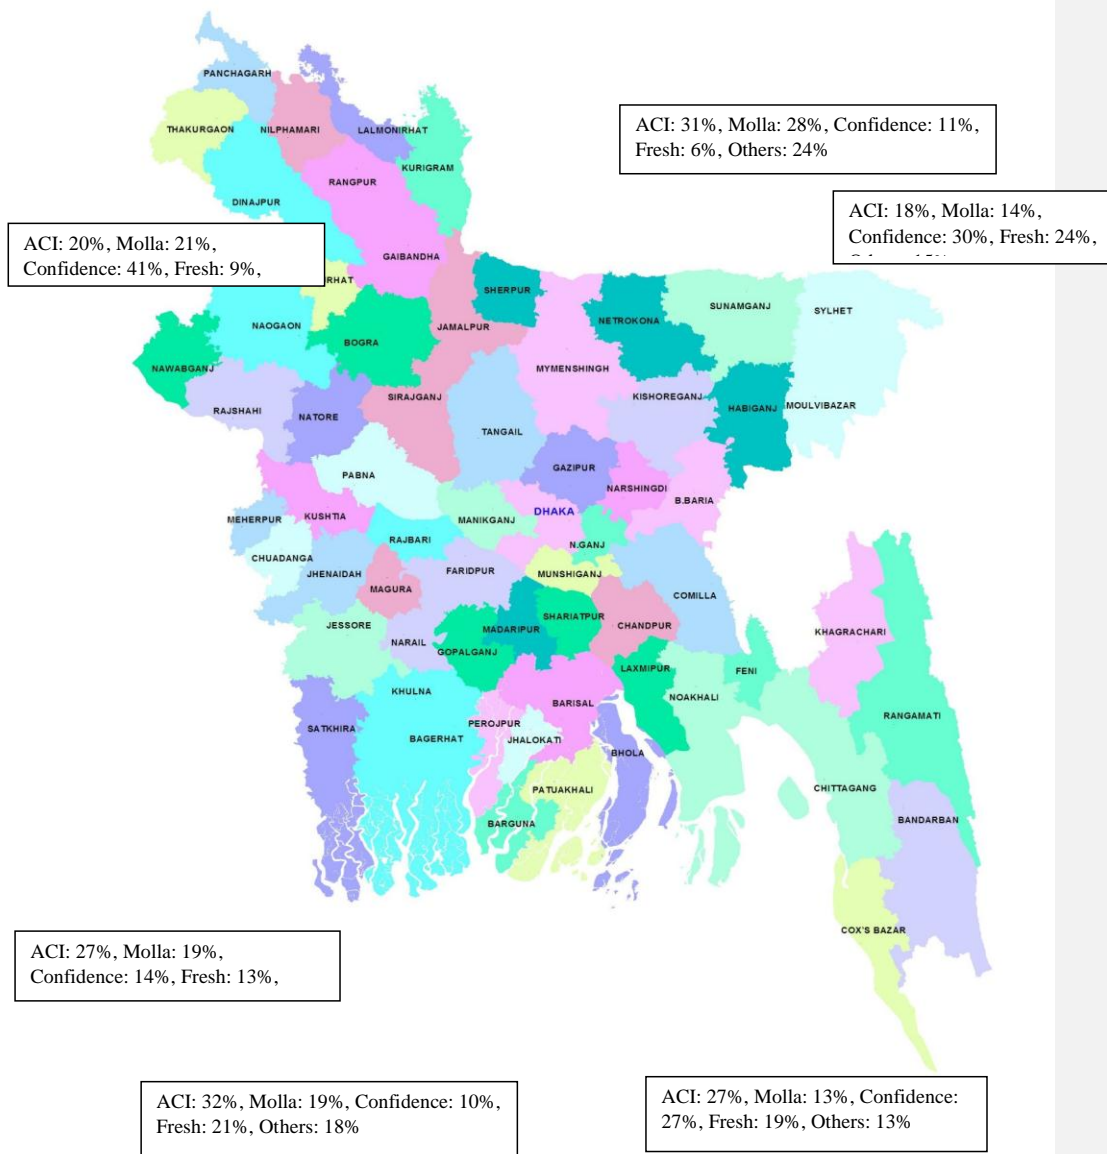 PANCHAGARH
THAKURGAON
NILPHAMARI
LALMONIRHAT
KURIGRAM
ACI: 31%, Molla: 28%, Confidence: 11%,
Fresh: 6%, Others: 24%
RANGPUR
DINAJPUR
ACI: 18%, Molla: 14%,
Confidence: 30%, Fresh: 24%,
ACI: 20%, Molla: 21%,
Confidence: 41%, Fresh: 9%,
GAIBANDHA
RHAT
SHERPUR
SUNAMGANJ
SYLHET
NETROKONA
NAOGAON
JAMALPUR
BOGRA
NAWABGANJ
MYMENSHINGH
RAJSHAHI
NATORE
SIRAJGANJ
KISHOREGANJ
HABIGANJ
MOULVIBAZAR
TANGAIL
PABNA
GAZIPUR
NARSHINGDI
B.BARIA
MEHERPUR
KUSHTIA
MANIKGANJ
DHAKA
RAJBARI
N.GANJ
CHUADANGA
JHENAIDAH
MAGURA
FARIDPUR
MUNSHIGANJ
COMILLA
JESSORE
NARAIL
MADARIPUR
SHARIATPUR
CHANDPUR
KHAGRACHARI
GOPALGANJ
LAXMIPUR
FENI
NOAKHALI
KHULNA
BARISAL
SATKHIRA
PEROJPUR
RANGAMATI
BAGERHAT
JHALOKATI
BHOLA
PATUAKHALI
CHITTAGANG
BARGUNA
BANDARBAN
COX'S BAZAR
ACI: 27%, Molla: 19%,
Confidence: 14%, Fresh: 13%,
ACI: 32%, Molla: 19%, Confidence: 10%,
Fresh: 21%, Others: 18%
ACI: 27%, Molla: 13%, Confidence:
27%, Fresh: 19%, Others: 13%